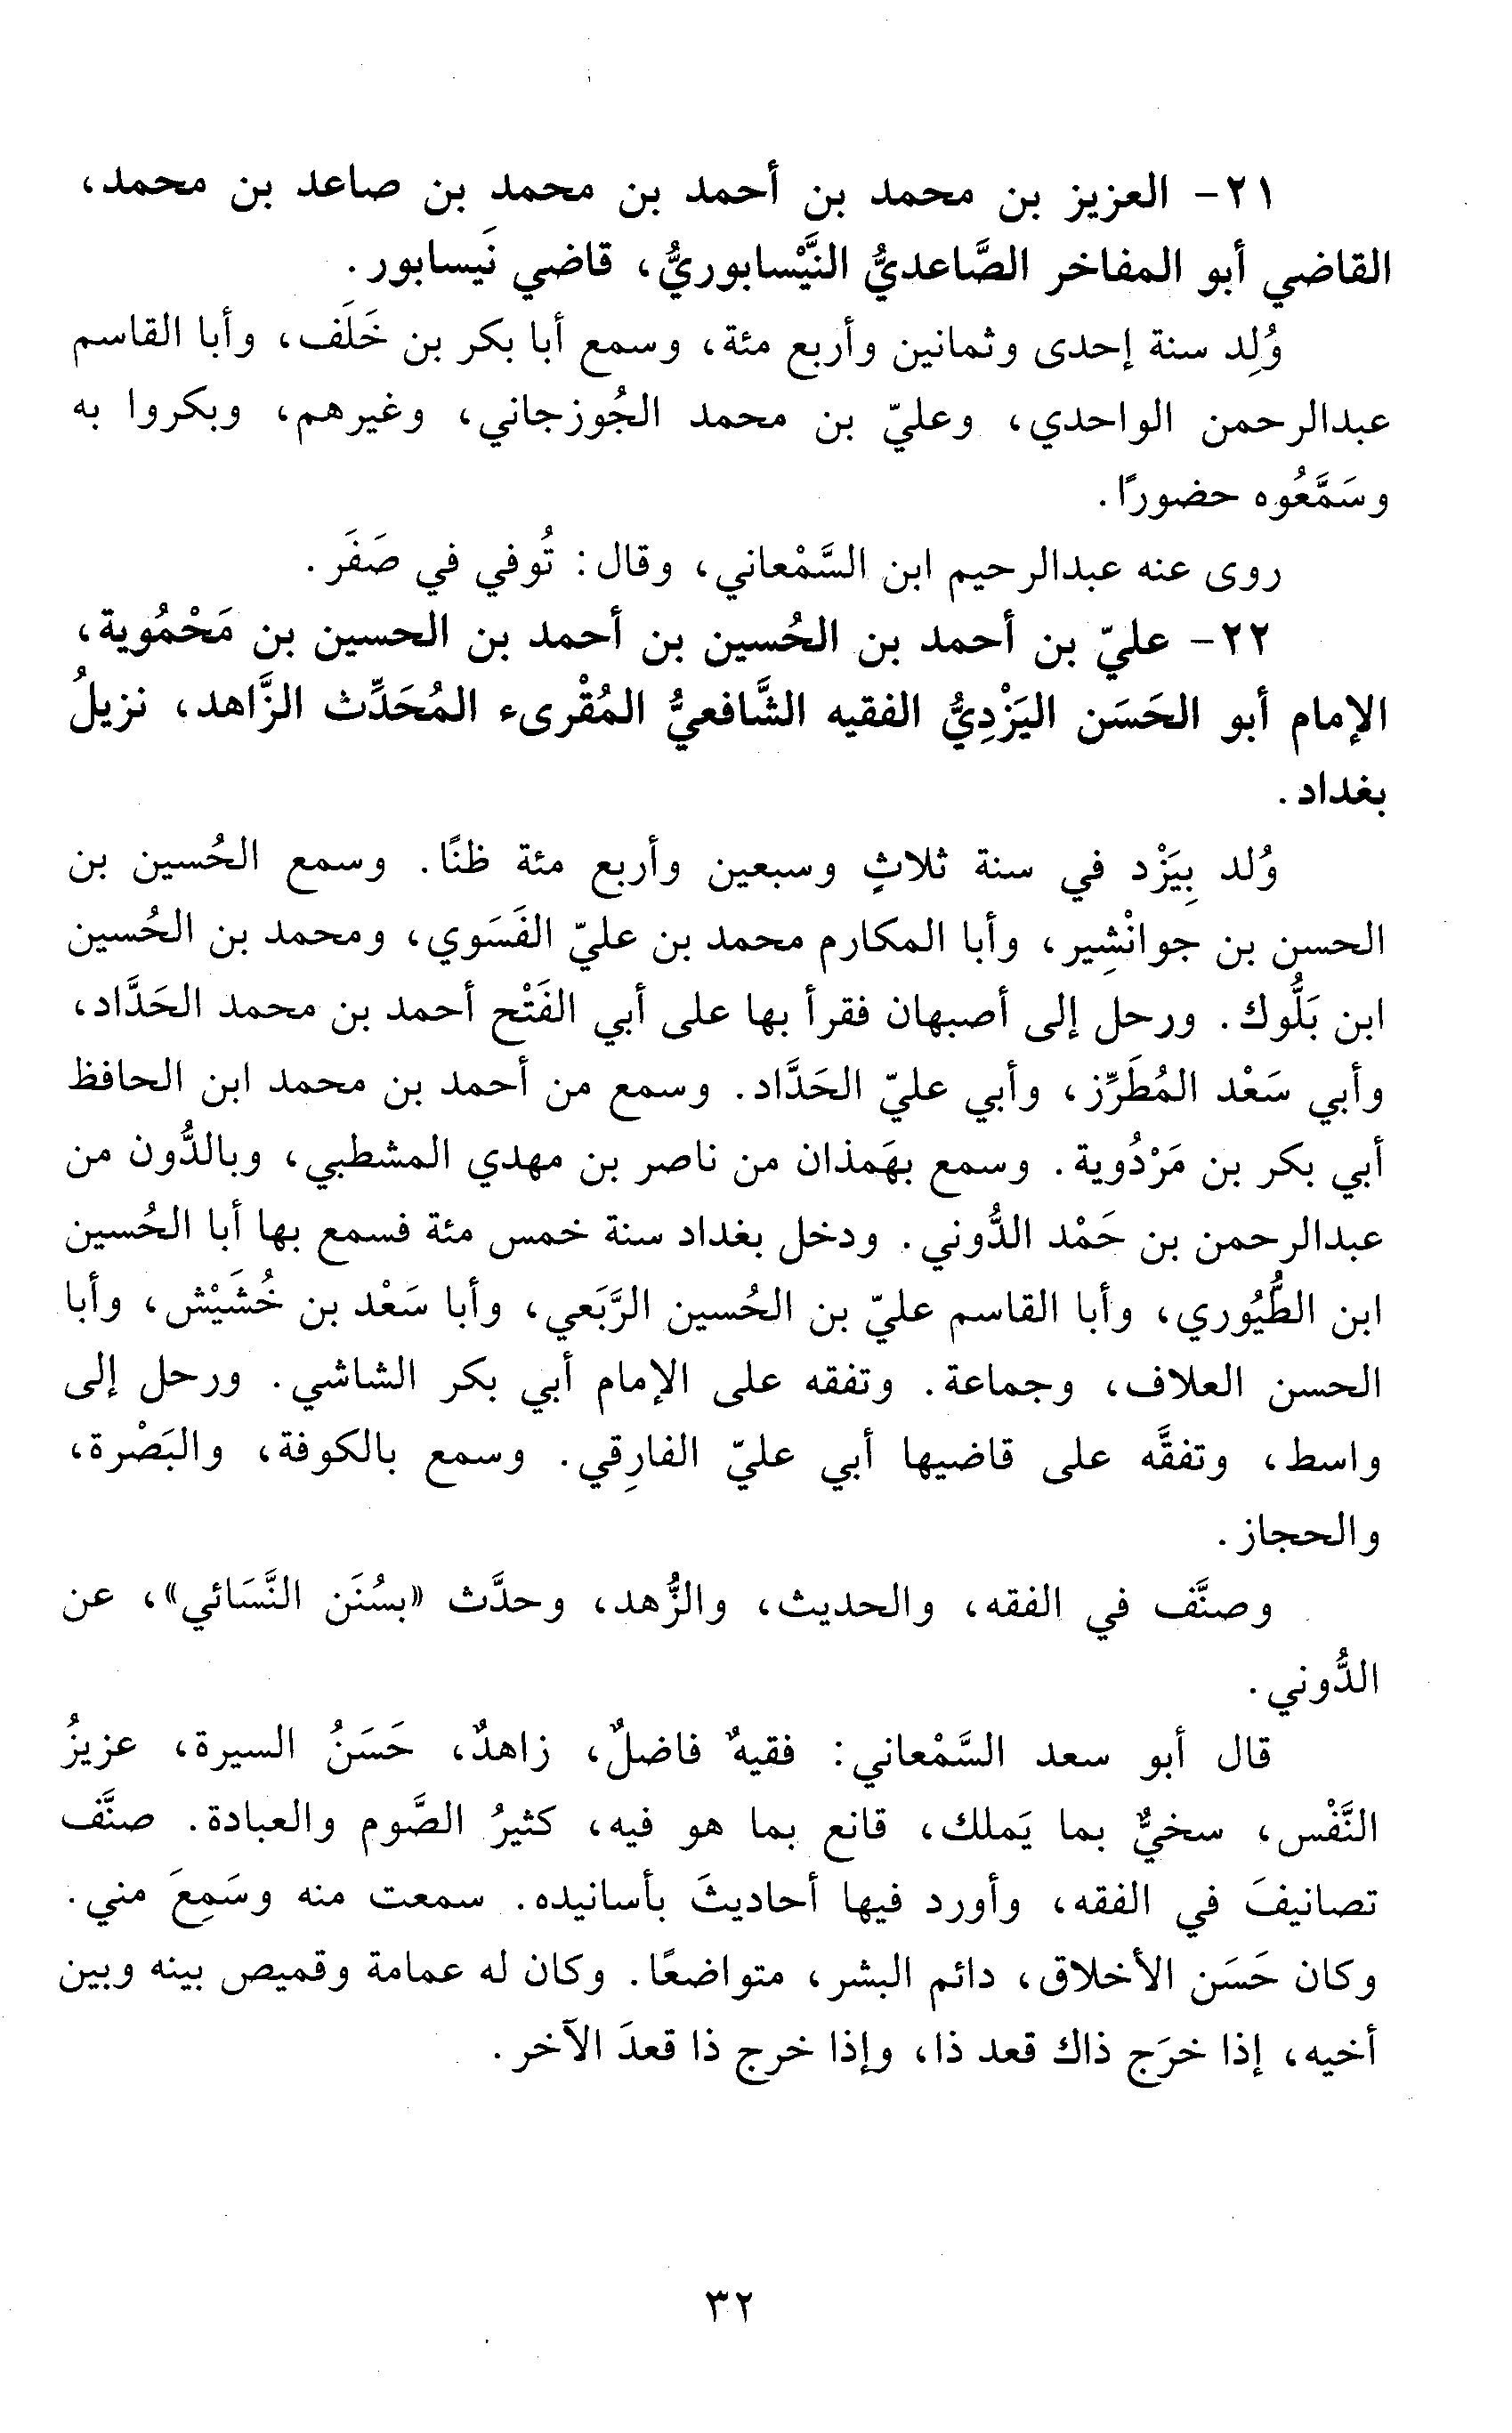 ٢١- العزيز بن محمد بن أحمد بن محمد بن صاعد بن محمد،
القاضي أبو المفاخر الصَّاعديُّ النَّيْسابوريُّ، قاضي نَيسابور.
وُلِد سنة إحدى وثمانين وأربع مئة، وسمع أبا بكر بن خَلَف، وأبا القاسم
عبدالرحمن الواحدي، وعليّ بن محمد الجُوزجاني، وغيرهم، وبكروا به
وسَمَّعُوه حضورًا.
روى عنه عبدالرحيم ابن السَّمْعاني، وقال: تُوفي في صَفَر.
٢٢- عليّ بن أحمد بن الحُسين بن أحمد بن الحسين بن مَحْمُوية،
الإمام أبو الحَسَن اليَزْدِيُّ الفقيه الشَّافعيُّ المُقْرىء المُحَدِّث الزَّاهد، نزيلُ
بغداد.
وُلد بِيَزْد في سنة ثلاثٍ وسبعين وأربع مئة ظنًا. وسمع الحُسين بن
الحسن بن جوانْشِير، وأبا المكارم محمد بن عليّ الفَسَوي، ومحمد بن الحُسين
ابن بَلُّوك. ورحل إلى أصبهان فقرأ بها على أبي الفَتْح أحمد بن محمد الحَدَّاد،
وأبي سَعْد المُطَرِّز، وأبي عليّ الحَدَّاد. وسمع من أحمد بن محمد ابن الحافظ
أبي بكر بن مَرْدُوية. وسمع بهَمذان من ناصر بن مهدي المشطبي، وبالدُّون من
عبدالرحمن بن حَمْد الدُّوني. ودخل بغداد سنة خمس مئة فسمع بها أبا الحُسين
ابن الطُّيُوري، وأبا القاسم عليّ بن الحُسين الرَّبَعي، وأبا سَعْد بن خُشَيْش، وأبا
الحسن العلاف، وجماعة. وتفقه على الإمام أبي بكر الشاشي. ورحل إلى
واسط، وتفقَّه على قاضيها أبي عليّ الفارِقي. وسمع بالكوفة، والبَصْرة،
والحجاز.
وصنَّف في الفقه، والحديث، والزُّهد، وحدَّث «بسُنَن النَّسَائي»، عن
الدُّوني.
قال أبو سعد السَّمْعاني: فقيهٌ فاضلٌ، زاهدٌ، حَسَنُ السيرة، عزيزُ
النَّفْس، سخيٌّ بما يَملك، قانع بما هو فيه، كثيرُ الصَّوم والعبادة. صنَّف
تصانيفَ في الفقه، وأورد فيها أحاديثَ بأسانيده. سمعت منه وسَمِعَ مني.
وكان حَسَن الأخلاق، دائم البشر، متواضعًا. وكان له عمامة وقميص بينه وبين
أخيه، إذا خرَج ذاك قعد ذا، وإذا خرج ذا قعدَ الآخر.
٣٢